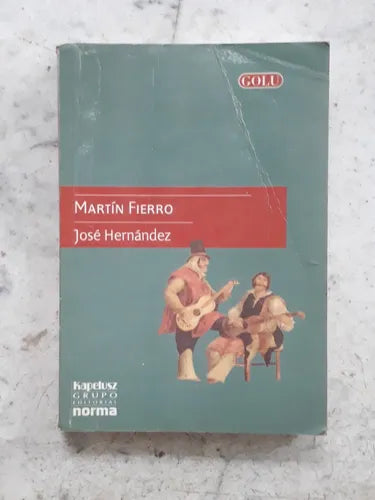 GOLU
MARTÍN FIERRO
José Hernández
Kapelusz
GRUPO
EDITORIAL
norma